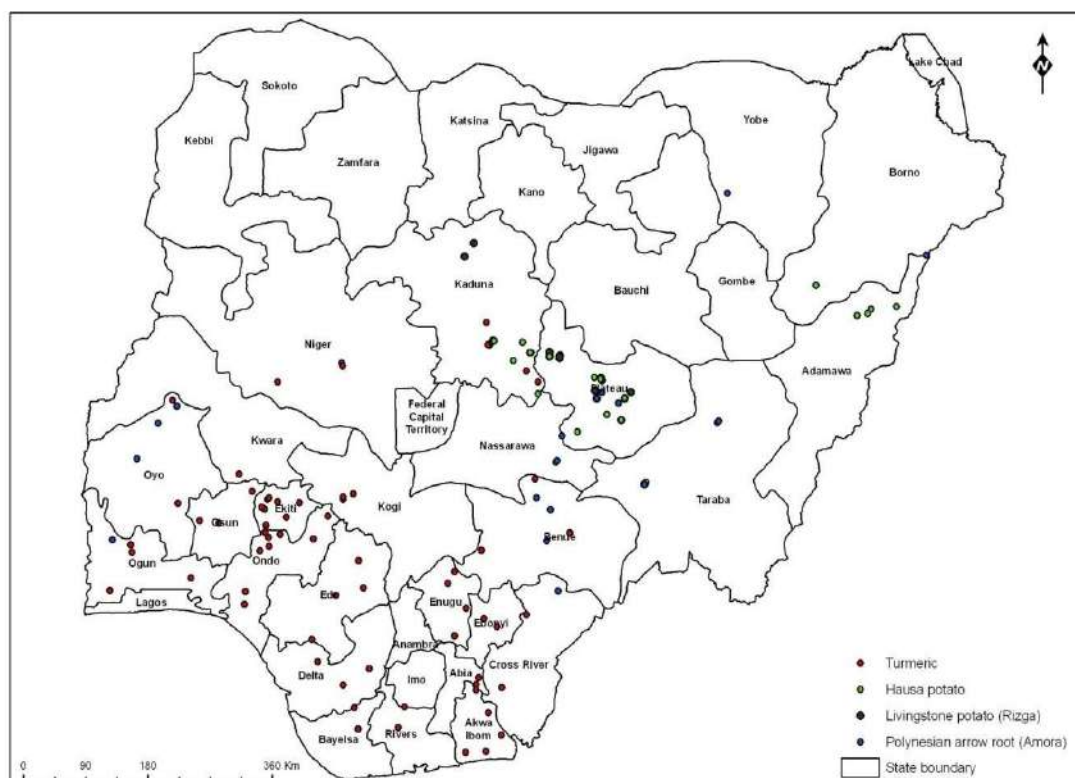 N
Lake Chad
Sokoto
Yobe
Katsina
Kebbi
Jigawa
Zamfara
Borno
Kano
Kaduna
Bauchi
Gombe
Niger
Adamawa
Plateau
Federal
Capital
Territory
Kwara
Nassarawa
Oyo
Taraba
Ekiti
Kogi
Osun
Benue
Ogun
Ondo
Lagos
Edo
Enugu
Ebonyi
Anambra
Cross River
Delta
Imo
Abia
Akwa
Ibom
Bayelsa
Rivers
Turmeric
Hausa potato
Livingstone potato (Rizga)
Polynesian arrow root (Amora)
State boundary
0 90 180 360 Km